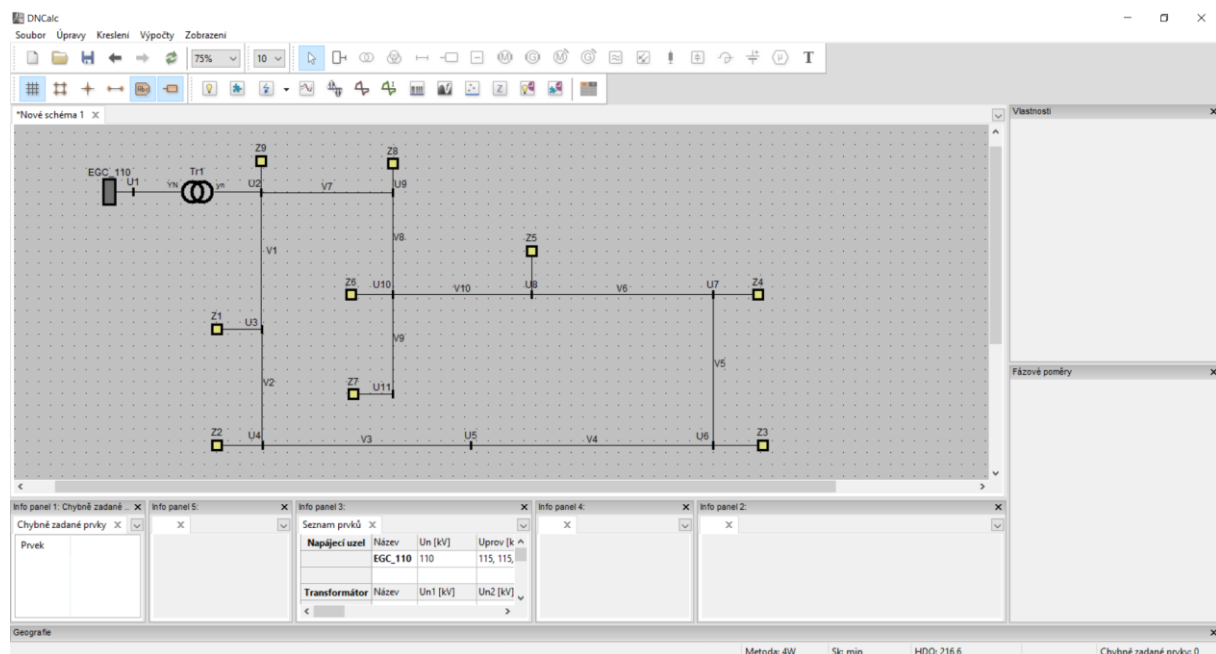 DNCalc
Soubor Úpravy Kreslení Výpočty Zobrazení
75% 10 M G M G T
*Nové schéma 1 X
Vlastnosti X
Z9 Z8
EGC_110 Tr1
U1 YN yn U2 V7 U9
V8
Z5
V1
Z6 U10 U8 U7 Z4
V10 V6
Z1 U3
V9
V5
Fázové poměry X
V2 Z7 U11
Z2 U4 U5 U6 Z3
V3 V4
Info panel 1: Chybně zadané .. X Info panel 5: X Info panel 3: X Info panel 4: X Info panel 2: X
Chybně zadané prvky X X Seznam prvků X X X
Prvek
Napájecí uzel Název Un [kV] Uprov [k
EGC_110 110 115, 115,
Transformátor Název Un1 [kV] Un2 [kV]
Geografie X
Metoda: 4W Sk: min HDO: 216.6 Chybně zadané prvky: 0